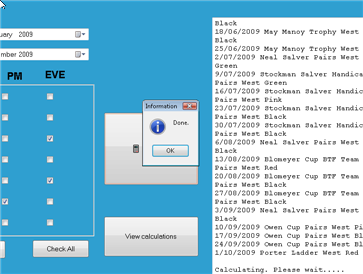 uary 2009
mber 2009
PM EVE
Information
Done.
OK
View calculations
Check All
Black
18/06/2009 May Manoy Trophy West
Black
25/06/2009 May Manoy Trophy West
2/07/2009 Neal Salver Pairs West
Green
9/07/2009 Stockman Salver Handica
Pairs West Green
16/07/2009 Stockman Salver Handic
Pairs West Pink
23/07/2009 Stockman Salver Handic
Pairs West Black
30/07/2009 Stockman Salver Handic
Pairs West Black
6/08/2009 Neal Salver Pairs West
Black
13/08/2009 Blomeyer Cup BTF Team
Pairs West Red
20/08/2009 Blomeyer Cup BTF Team
Pairs West Black
27/08/2009 Blomeyer Cup BTF Team
Pairs West Black
3/09/2009 Neal Salver Pairs West
Black
10/09/2009 Owen Cup Pairs West Pi
17/09/2009 Owen Cup Pairs West Bl
24/09/2009 Owen Cup Pairs West Bl
1/10/2009 Porter Ladder West Red
Calculating. Please wait.....